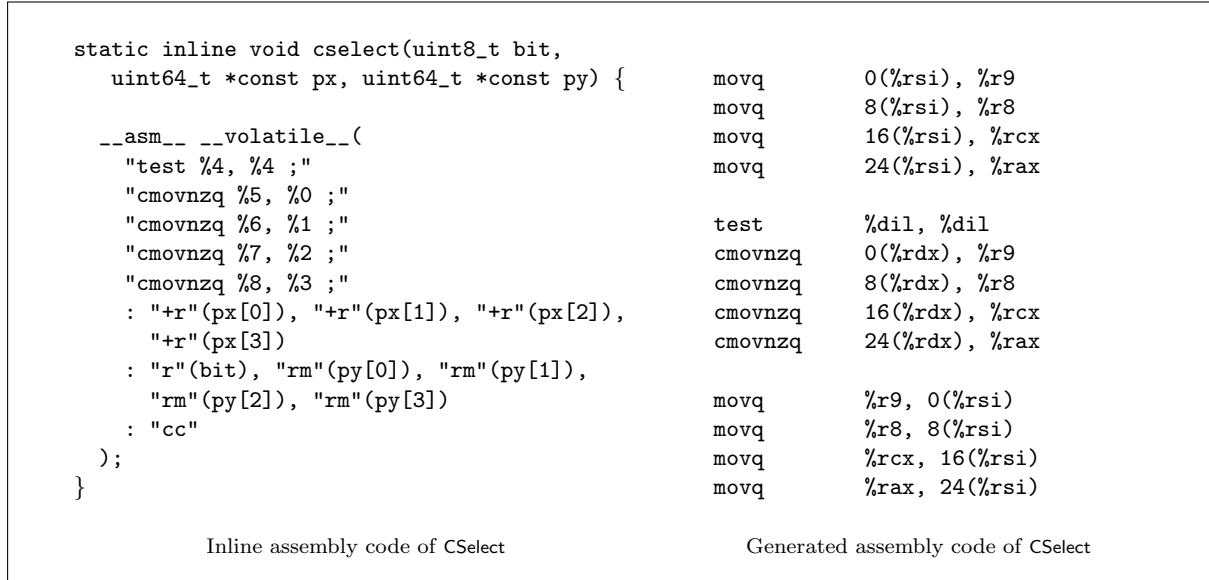 static inline void cselect(uint8_t bit,
   uint64_t *const px, uint64_t *const py) {

  __asm__ __volatile__(
    "test %4, %4 ;"
    "cmovnzq %5, %0 ;"
    "cmovnzq %6, %1 ;"
    "cmovnzq %7, %2 ;"
    "cmovnzq %8, %3 ;"
    : "+r"(px[0]), "+r"(px[1]), "+r"(px[2]),
      "+r"(px[3])
    : "r"(bit), "rm"(py[0]), "rm"(py[1]),
      "rm"(py[2]), "rm"(py[3])
    : "cc"
  );
}
Inline assembly code of CSelect
movq 0(%rsi), %r9
movq 8(%rsi), %r8
movq 16(%rsi), %rcx
movq 24(%rsi), %rax

test %dil, %dil
cmovnzq 0(%rdx), %r9
cmovnzq 8(%rdx), %r8
cmovnzq 16(%rdx), %rcx
cmovnzq 24(%rdx), %rax

movq %r9, 0(%rsi)
movq %r8, 8(%rsi)
movq %rcx, 16(%rsi)
movq %rax, 24(%rsi)
Generated assembly code of CSelect